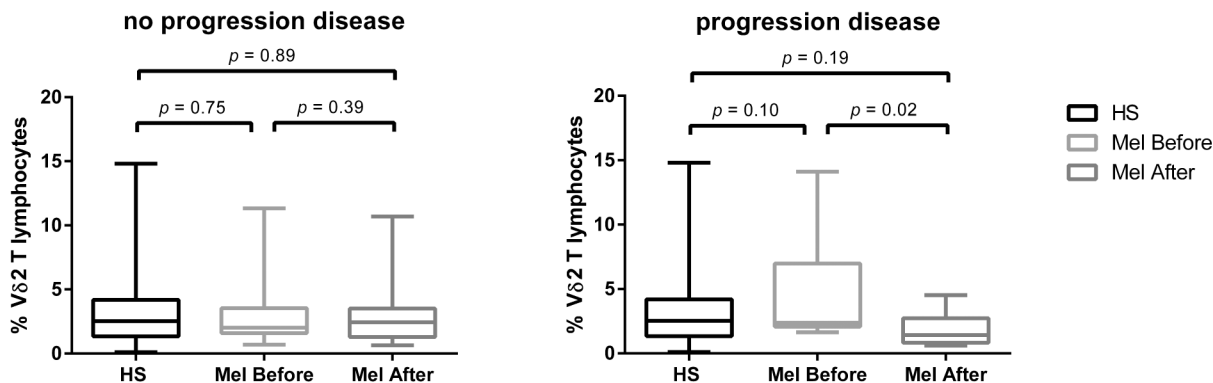 no progression disease
p = 0.89
p = 0.75
p = 0.39
% Vδ2 T lymphocytes
20
15
10
5
0
HS
Mel Before
Mel After
progression disease
p = 0.19
p = 0.10
p = 0.02
% Vδ2 T lymphocytes
20
15
10
5
0
HS
Mel Before
Mel After
HS
Mel Before
Mel After